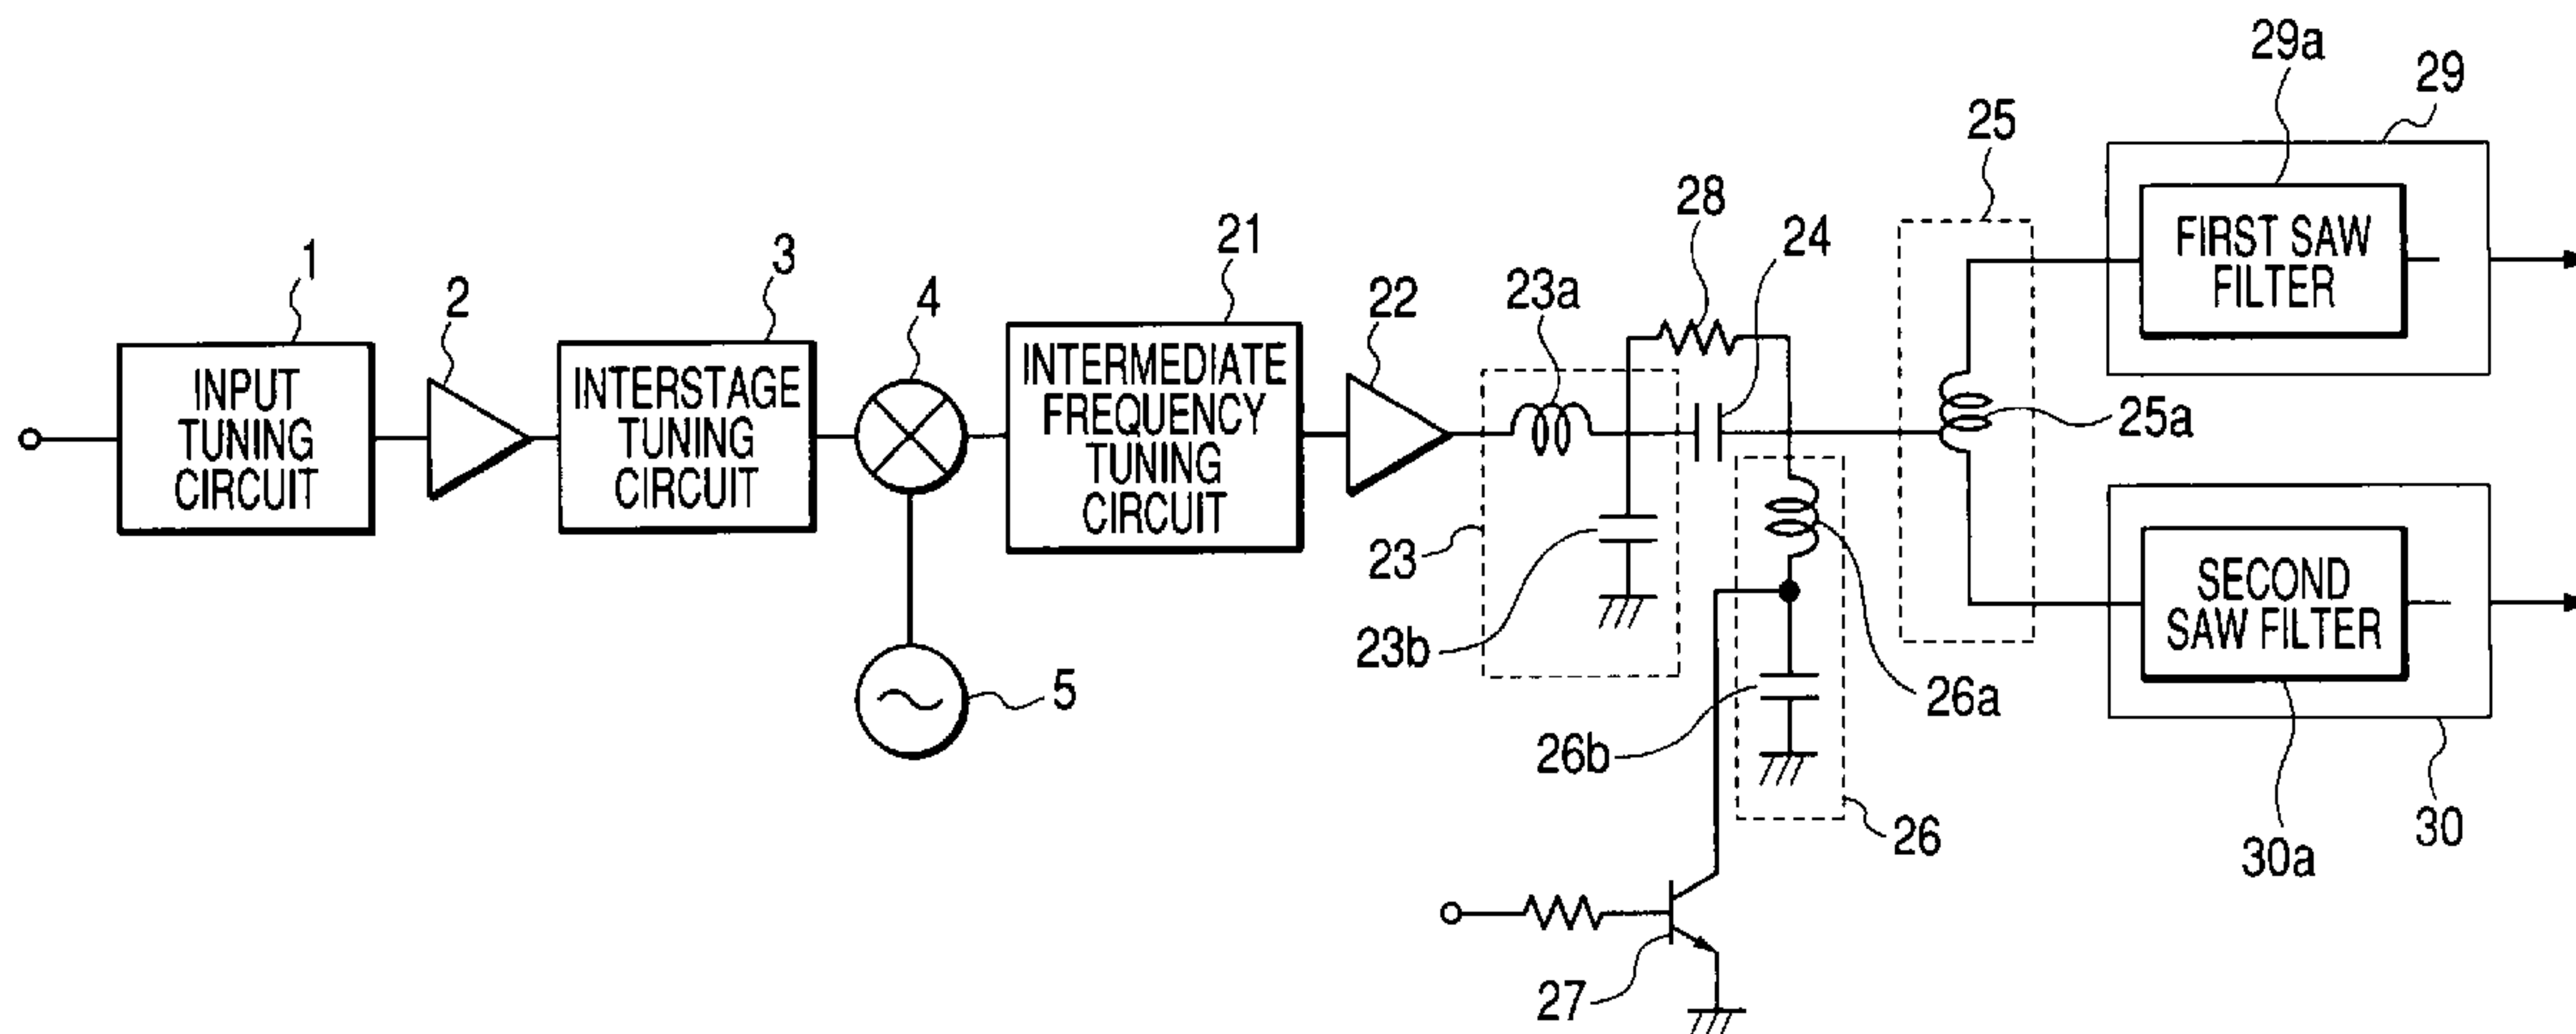 1
INPUT
TUNING
CIRCUIT
2
3
INTERSTAGE
TUNING
CIRCUIT
4
5
21
INTERMEDIATE
FREQUENCY
TUNING
CIRCUIT
22
23a
23
23b
28
24
25
25a
26a
26b
26
27
29a
29
FIRST SAW
FILTER
SECOND
SAW FILTER
30
30a